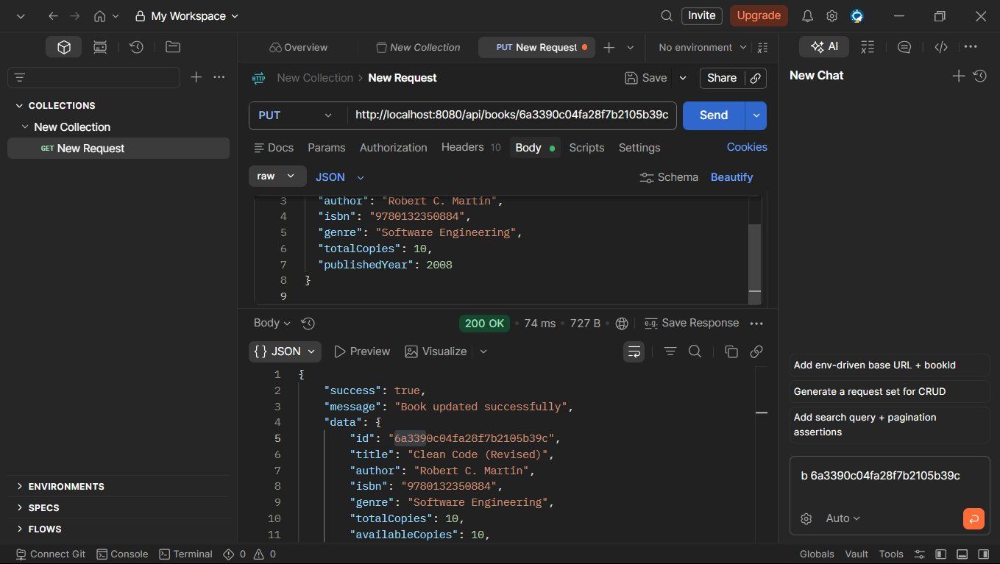 My Workspace
Invite
Upgrade
Overview
New Collection
PUT New Request
No environment
AI
HTTP New Collection > New Request
Save
Share
New Chat
COLLECTIONS
New Collection
GET New Request
PUT
http://localhost:8080/api/books/6a3390c04fa28f7b2105b39c
Send
Docs Params Authorization Headers 10 Body Scripts Settings Cookies
raw JSON Schema Beautify
3 "author": "Robert C. Martin",
4 "isbn": "9780132350884",
5 "genre": "Software Engineering",
6 "totalCopies": 10,
7 "publishedYear": 2008
8 }
9
Body 200 OK • 74 ms • 727 B • e.g. Save Response
{} JSON Preview Visualize
1 {
2 "success": true,
3 "message": "Book updated successfully",
4 "data": {
5 "id": "6a3390c04fa28f7b2105b39c",
6 "title": "Clean Code (Revised)",
7 "author": "Robert C. Martin",
8 "isbn": "9780132350884",
9 "genre": "Software Engineering",
10 "totalCopies": 10,
11 "availableCopies": 10,
Add env-driven base URL + bookId
Generate a request set for CRUD
Add search query + pagination
assertions
b 6a3390c04fa28f7b2105b39c
Auto
ENVIRONMENTS
SPECS
FLOWS
Connect Git Console Terminal 0 0
Globals Vault Tools